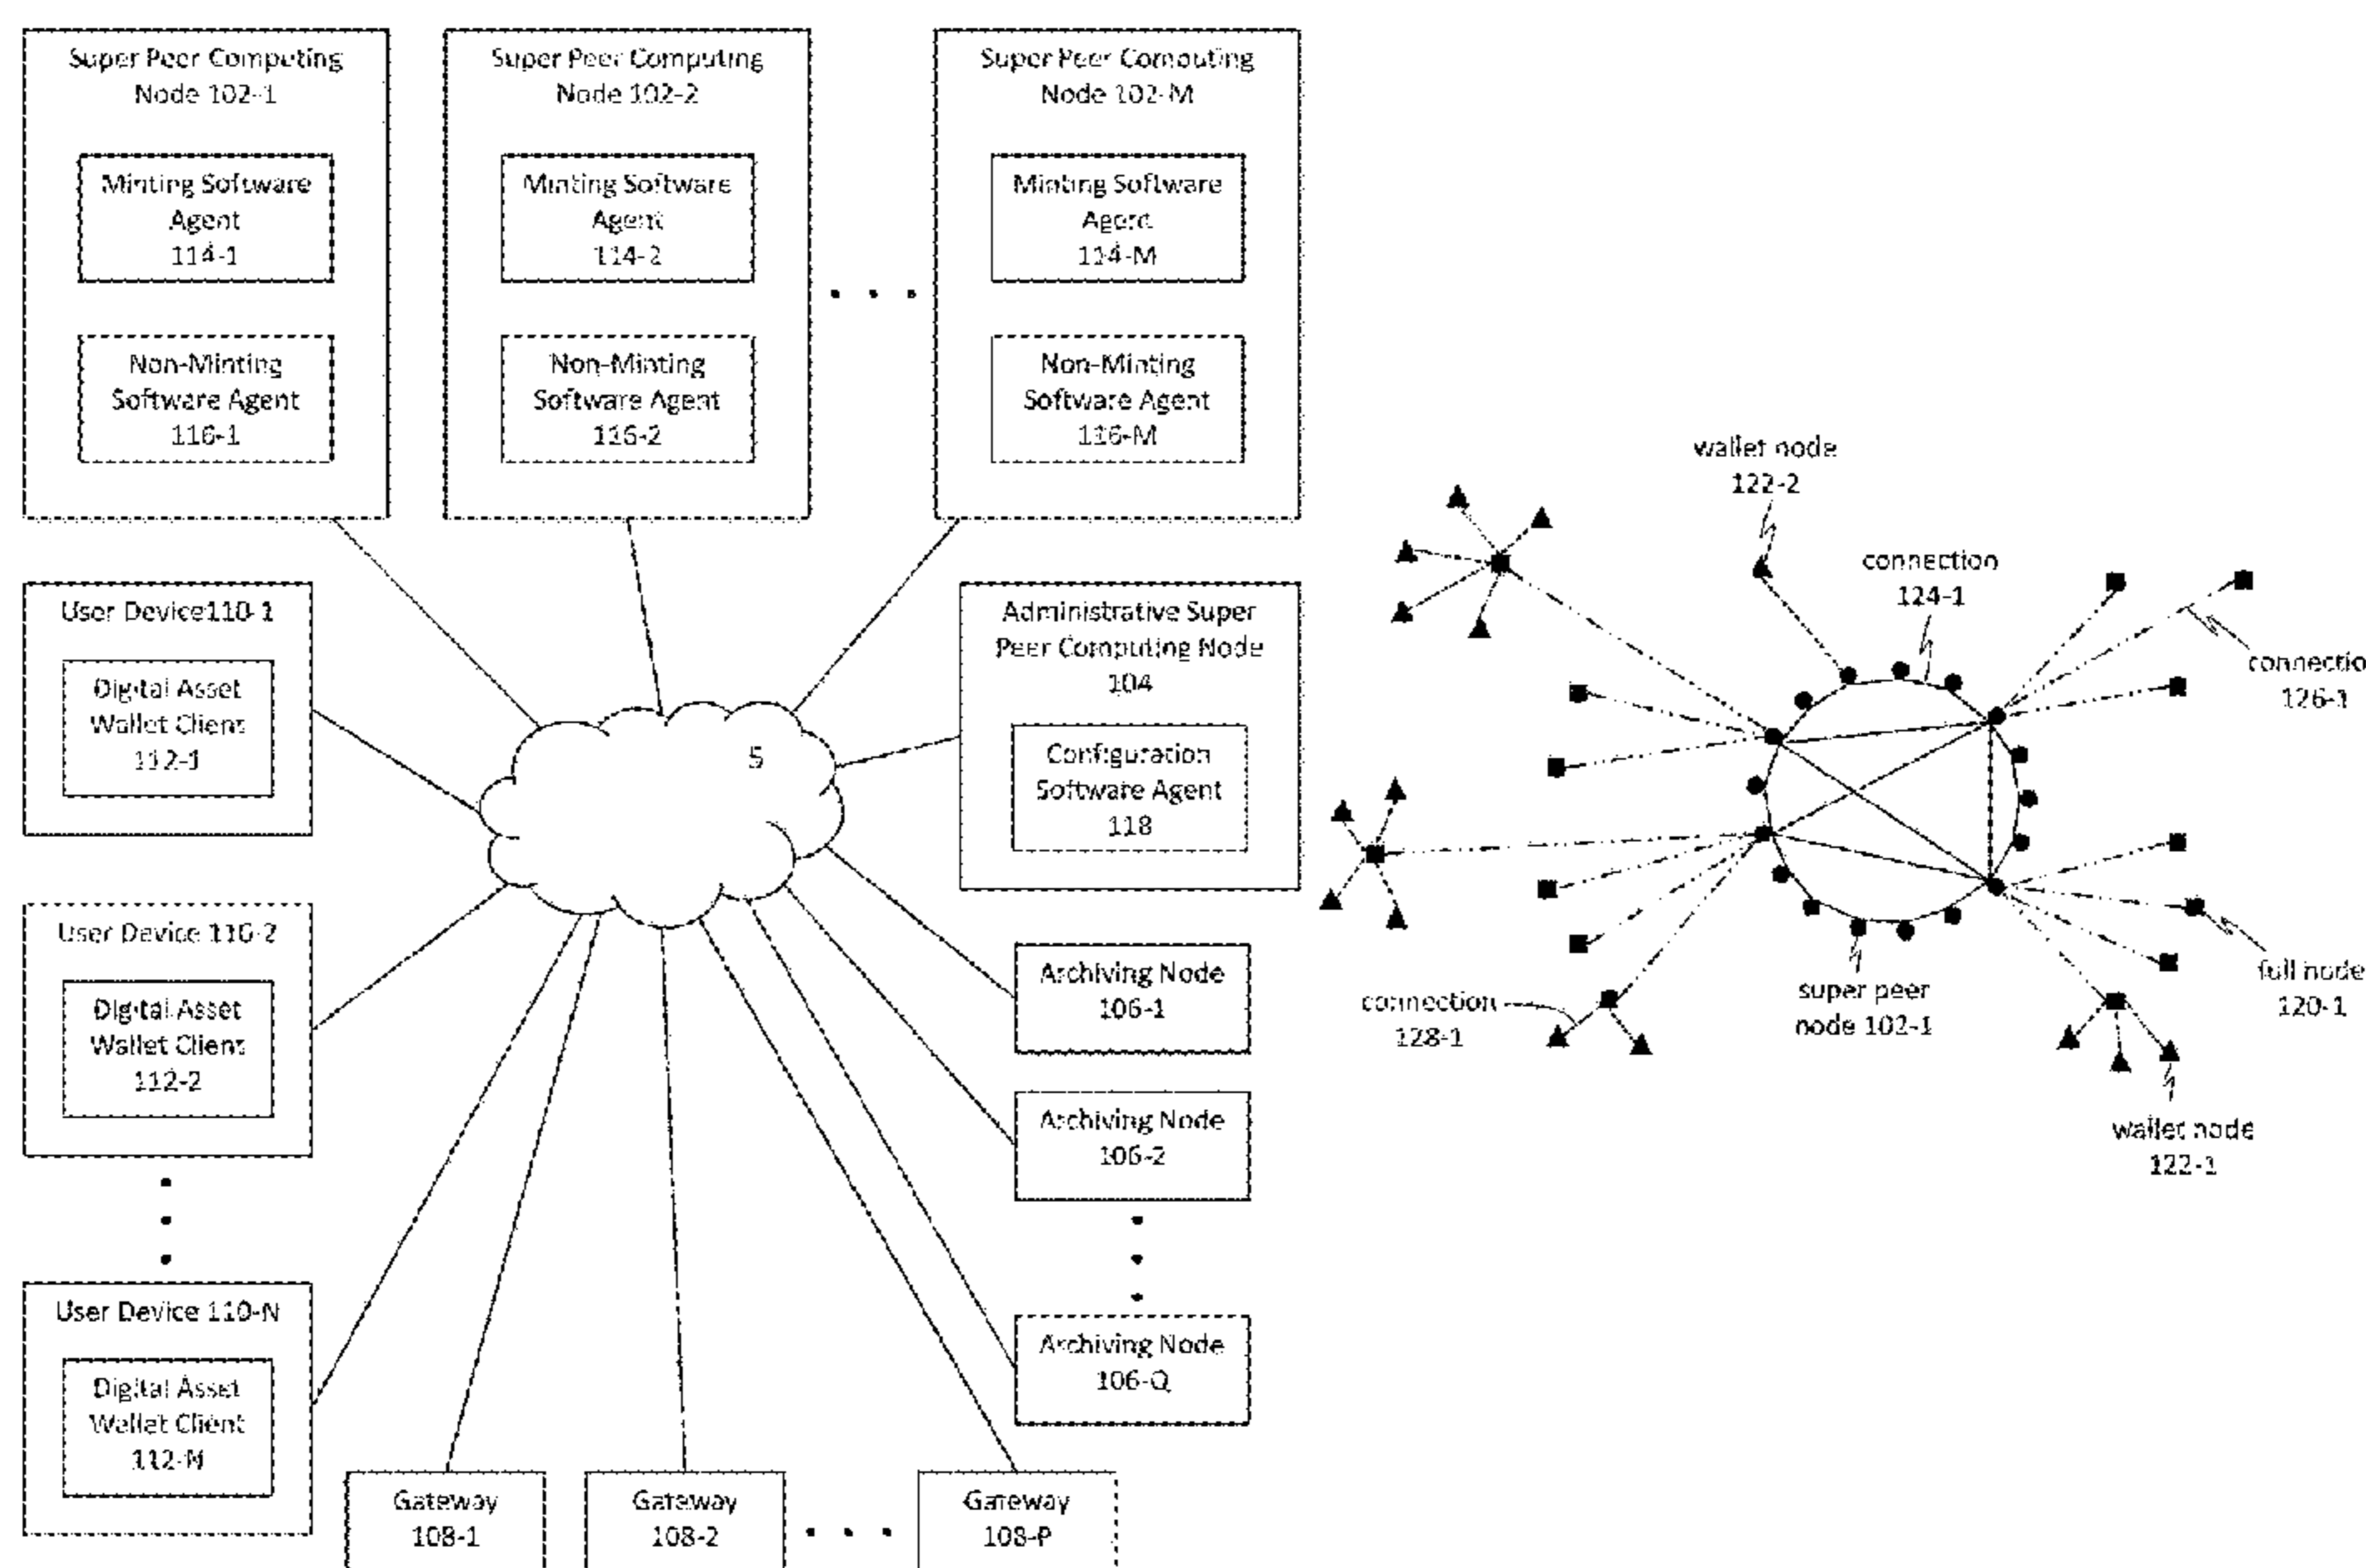 Super Peer Computing
Node 102-1
Minting Software
Agent
114-1
Non-Minting
Software Agent
116-1
Super Peer Computing
Node 102-2
Minting Software
Agent
114-2
Non-Minting
Software Agent
116-2
Super Peer Computing
Node 102-M
Minting Software
Agent
114-M
Non-Minting
Software Agent
116-M
User Device110-1
Digital Asset
Wallet Client
112-1
5
Administrative Super
Peer Computing Node
104
Configuration
Software Agent
118
User Device 110-2
Digital Asset
Wallet Client
112-2
User Device 110-N
Digital Asset
Wallet Client
112-N
Archiving Node
106-1
Archiving Node
106-2
Archiving Node
106-Q
Gateway
108-1
Gateway
108-2
Gateway
108-P
wallet node
122-2
connection
124-1
connectio
126-1
full node
120-1
super peer
node 102-1
connection
128-1
wallet node
122-1